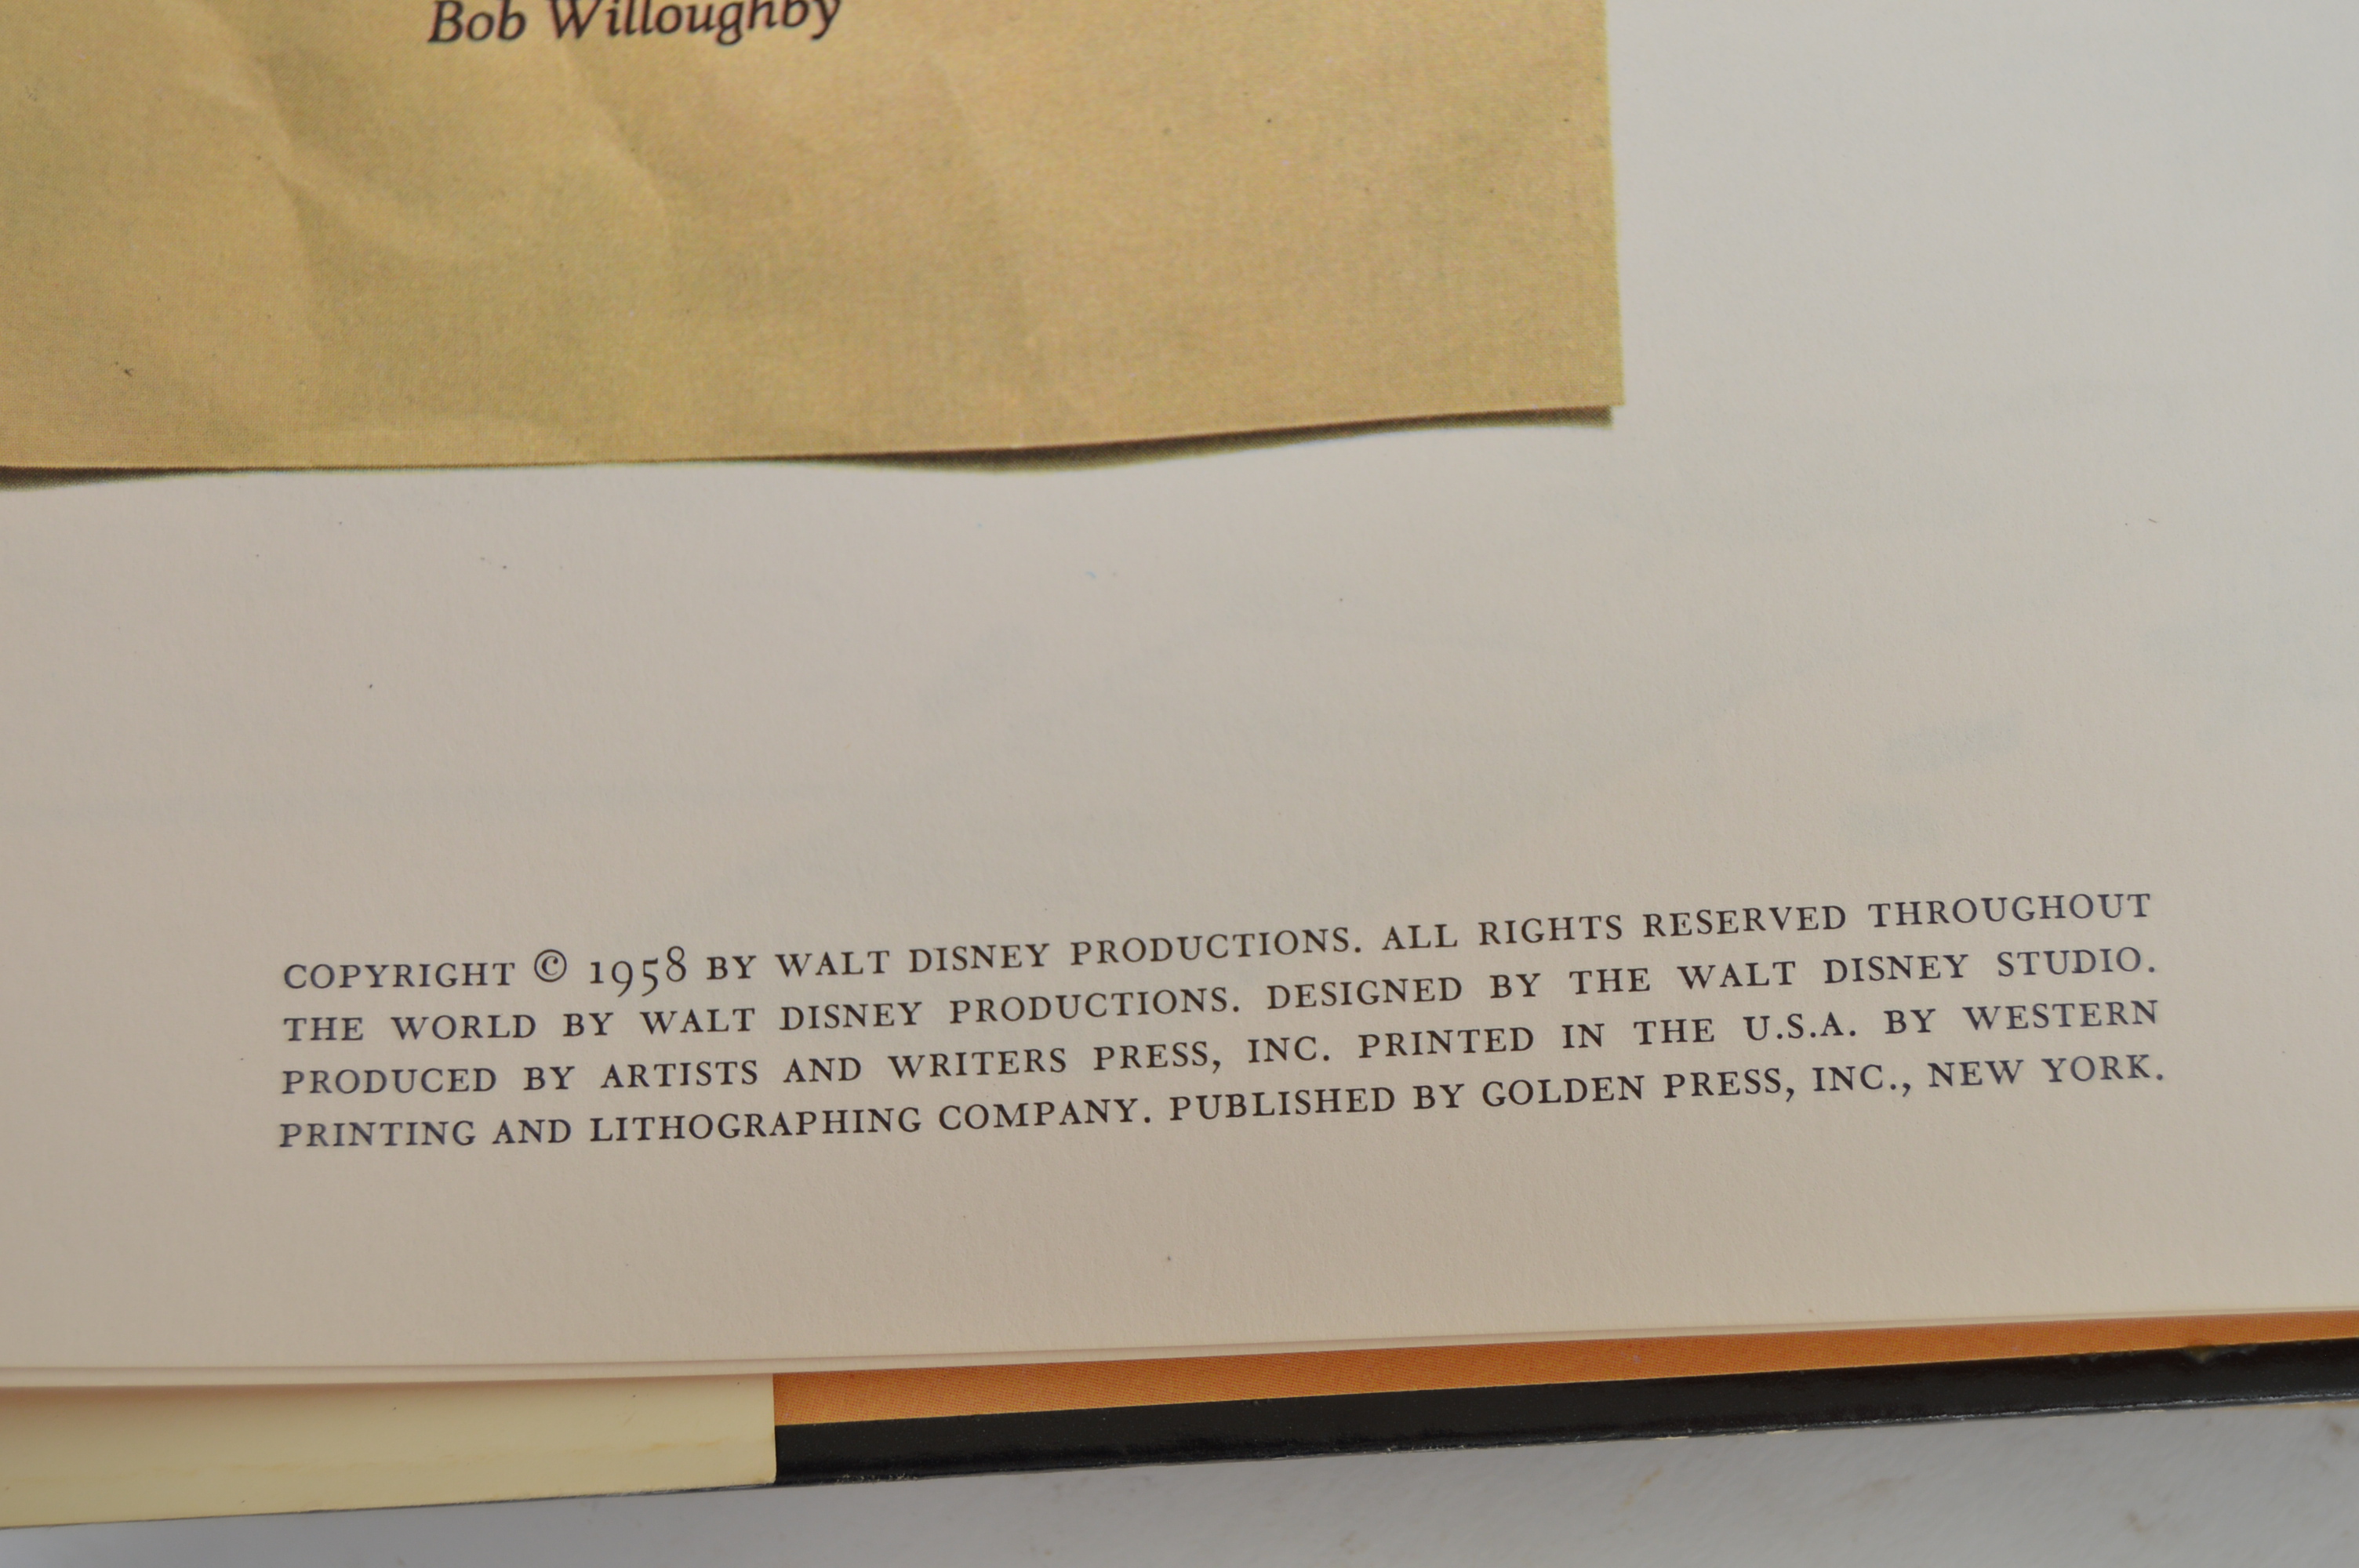 Bob Willoughby
COPYRIGHT © 1958 BY WALT DISNEY PRODUCTIONS. ALL RIGHTS RESERVED THROUGHOUT
THE WORLD BY WALT DISNEY PRODUCTIONS. DESIGNED BY THE WALT DISNEY STUDIO.
PRODUCED BY ARTISTS AND WRITERS PRESS, INC. PRINTED IN THE U.S.A. BY WESTERN
PRINTING AND LITHOGRAPHING COMPANY. PUBLISHED BY GOLDEN PRESS, INC., NEW YORK.